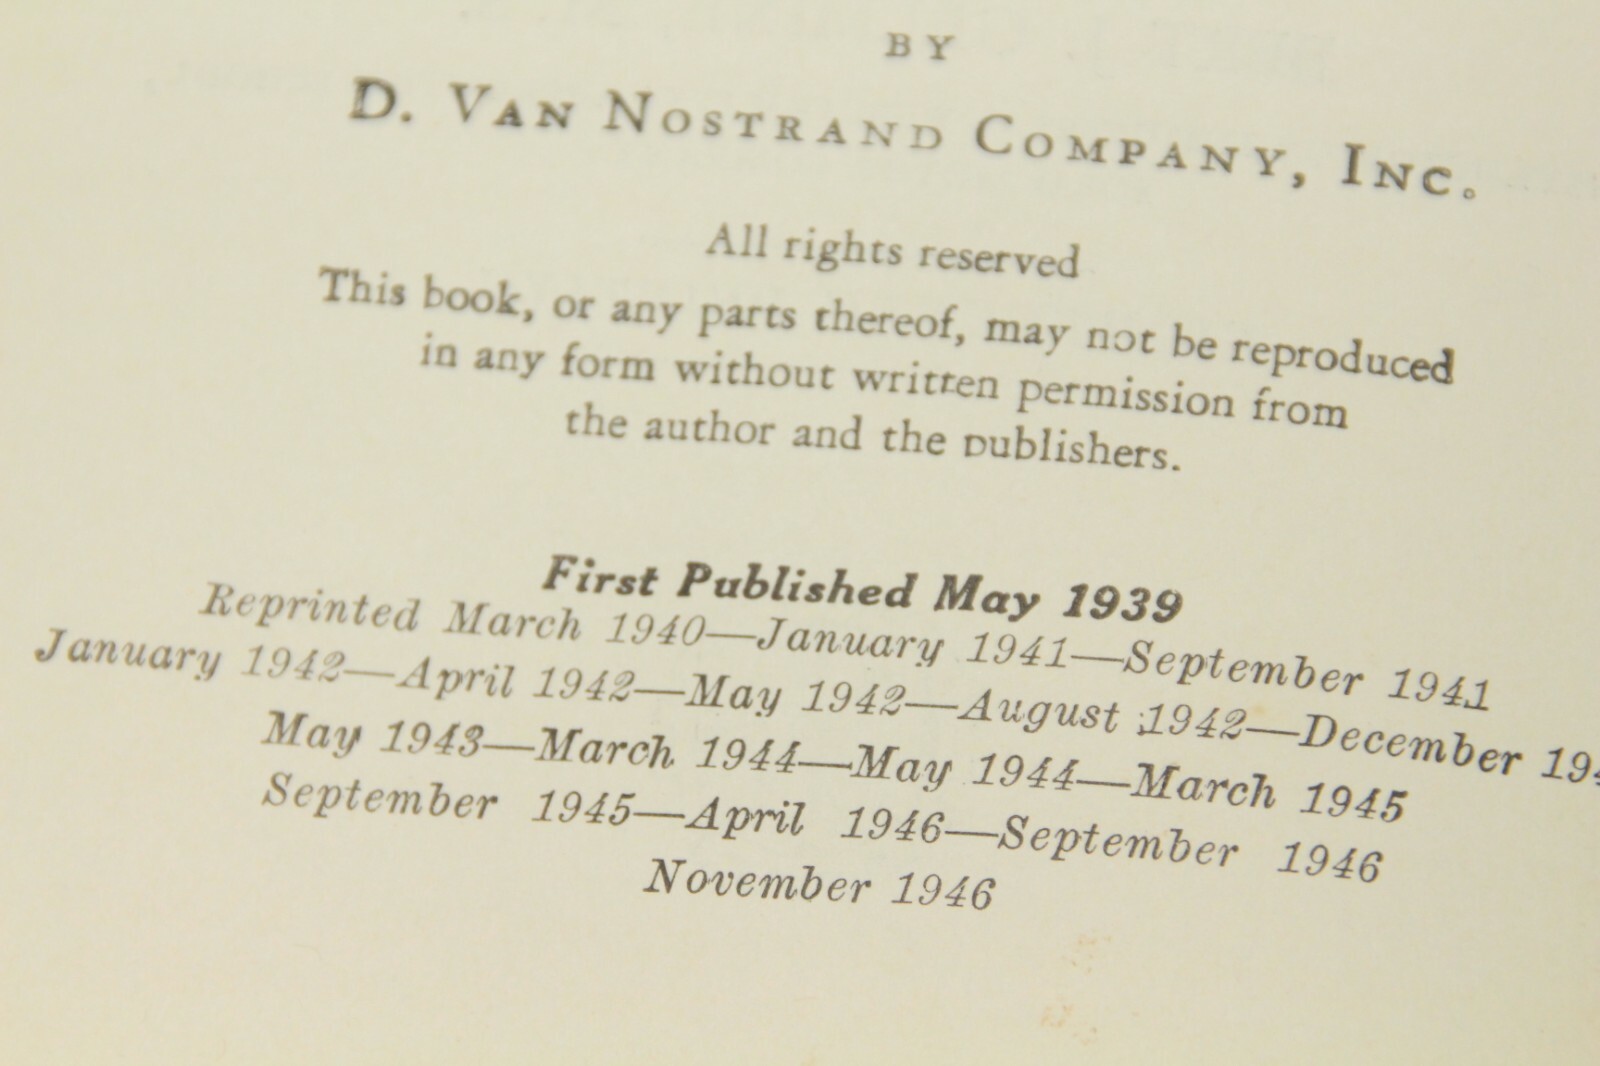 BY
D. VAN NOSTRAND COMPANY, INC.
All rights reserved
This book, or any parts thereof, may not be reproduced
in any form without written permission from
the author and the publishers.
First Published May 1939
Reprinted March 1940—January 1941—September 1941
January 1942—April 1942—May 1942—August 1942—December
May 1943—March 1944—May 1944—March 1945
September 1945—April 1946—September 1946
November 1946